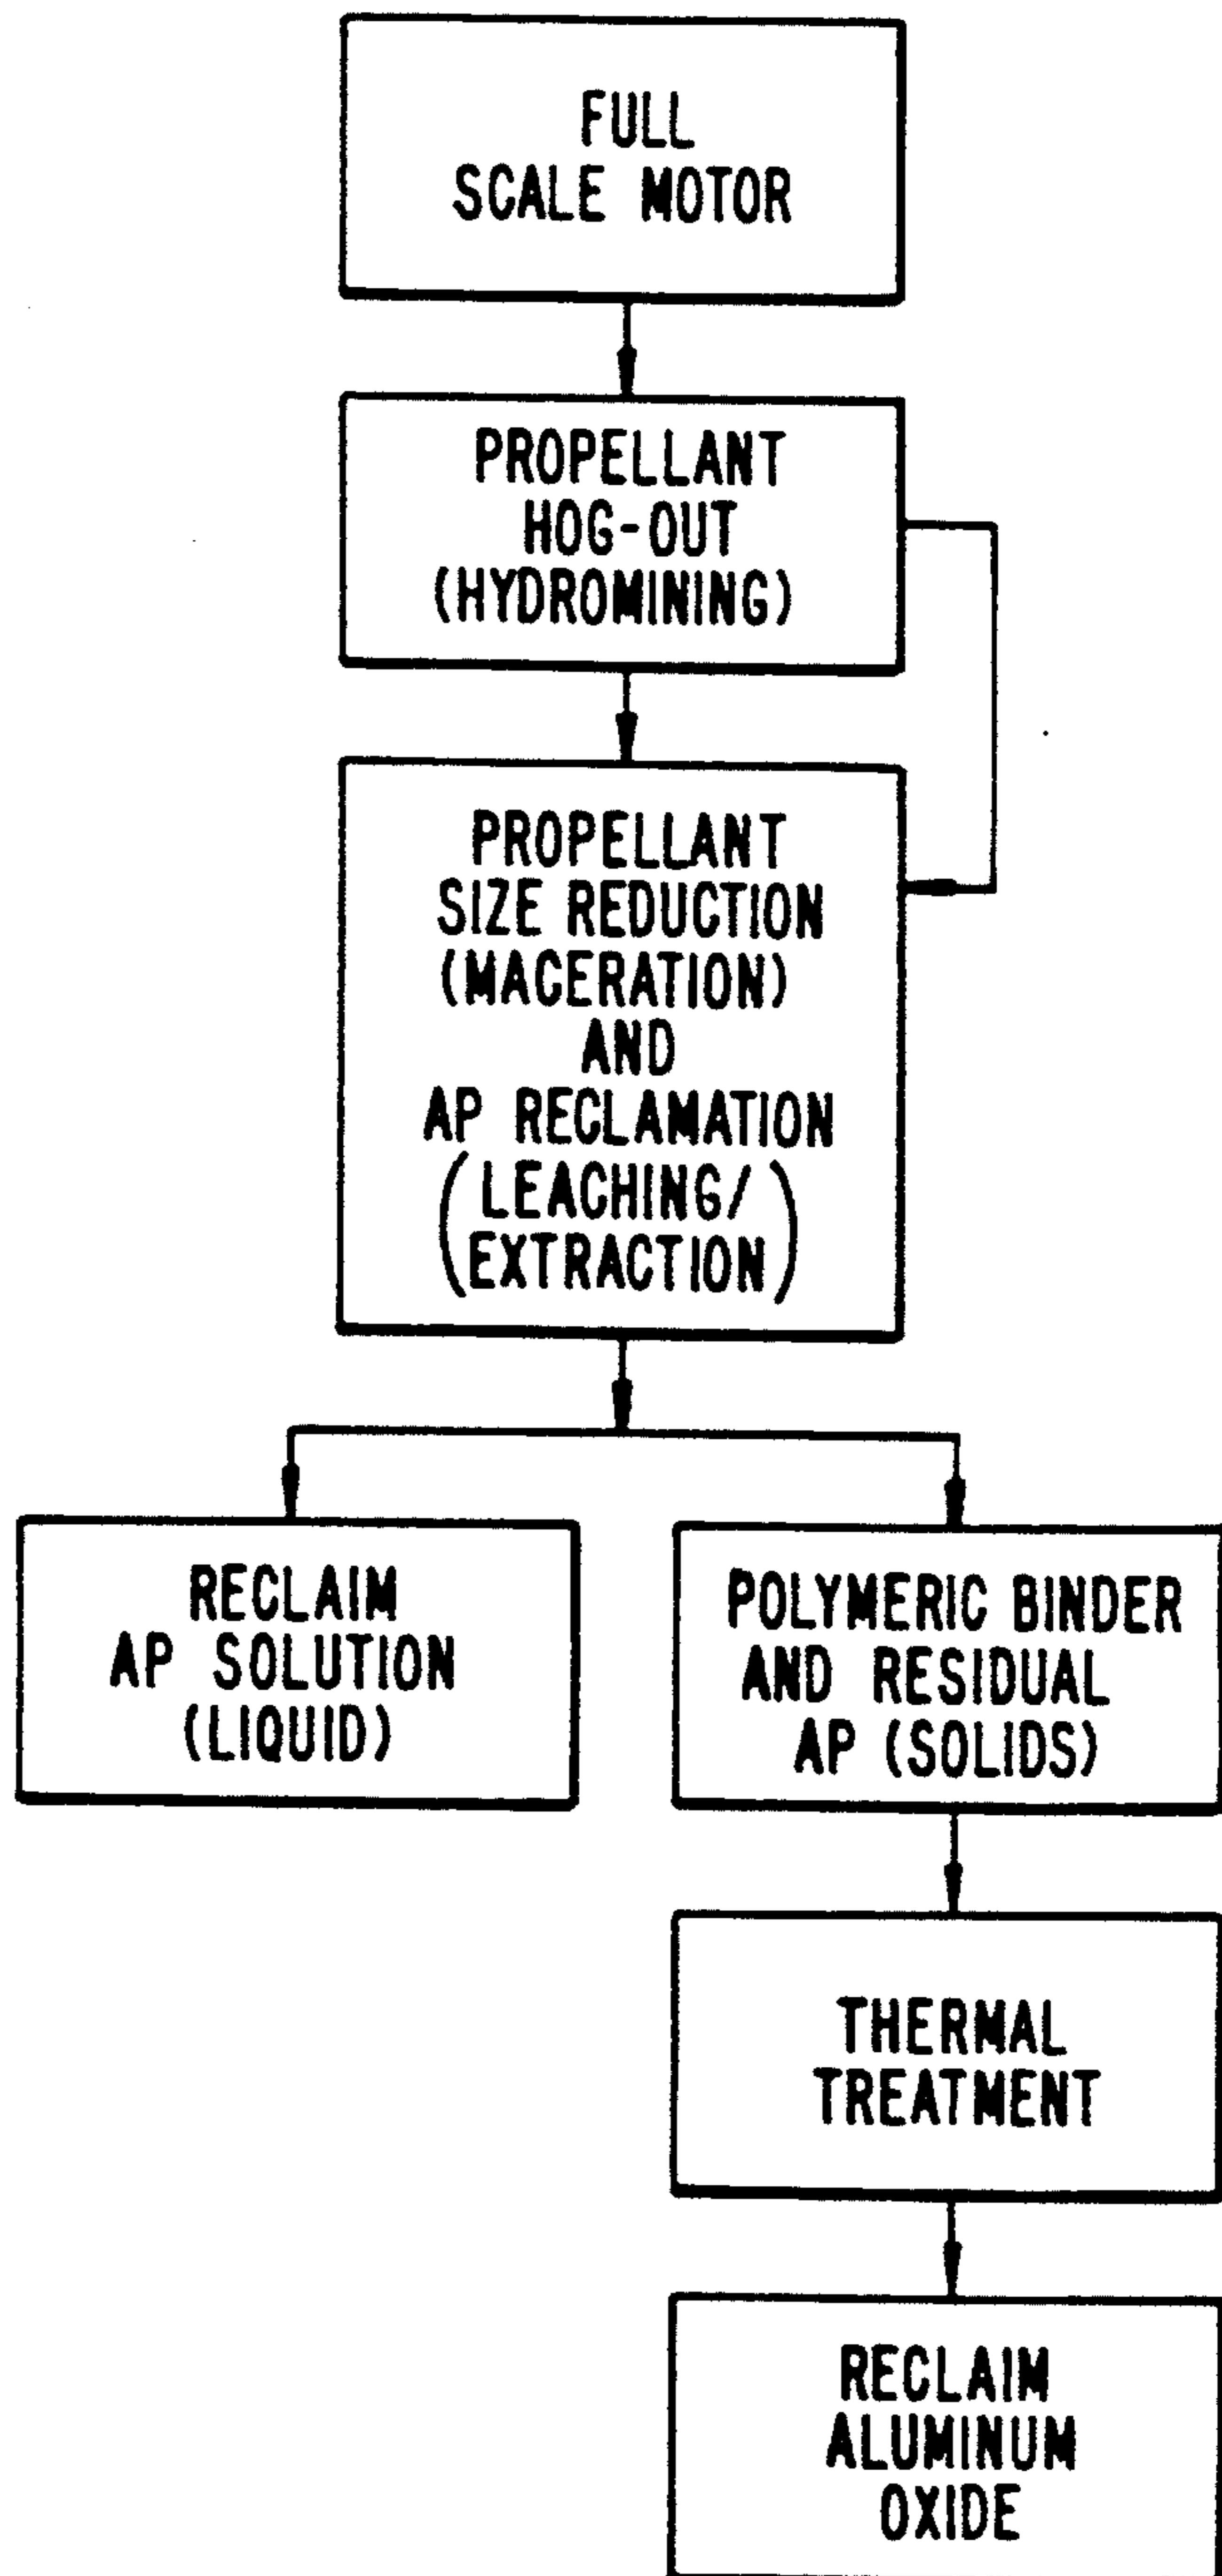 FULL
SCALE MOTOR
PROPELLANT
HOG-OUT
(HYDROMINING)
PROPELLANT
SIZE REDUCTION
(MACERATION)
AND
AP RECLAMATION
(LEACHING/
EXTRACTION)
RECLAIM
AP SOLUTION
(LIQUID)
POLYMERIC BINDER
AND RESIDUAL
AP (SOLIDS)
THERMAL
TREATMENT
RECLAIM
ALUMINUM
OXIDE